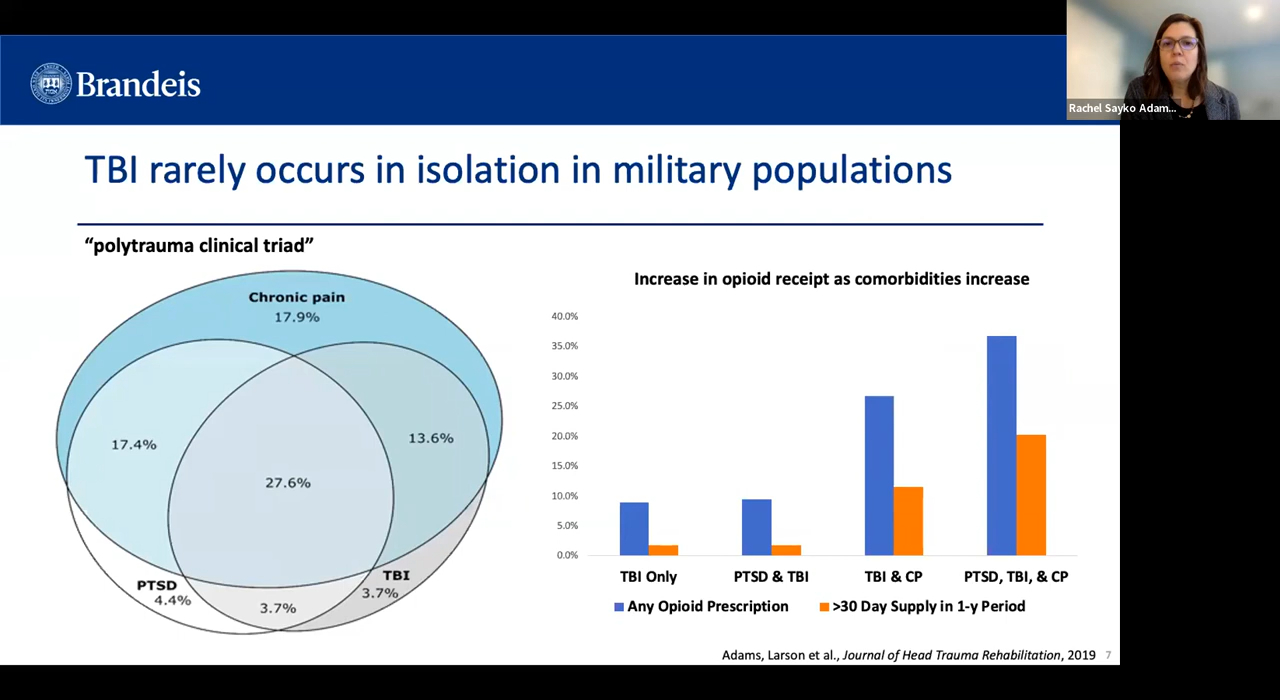 Brandeis
Rachel Sayko Adam...
TBI rarely occurs in isolation in military populations
“polytrauma clinical triad”
Chronic pain
17.9%
17.4%
13.6%
27.6%
PTSD
4.4%
TBI
3.7%
3.7%
Increase in opioid receipt as comorbidities increase
40.0%
35.0%
30.0%
25.0%
20.0%
15.0%
10.0%
5.0%
0.0%
TBI Only
PTSD & TBI
TBI & CP
PTSD, TBI, & CP
Any Opioid Prescription
>30 Day Supply in 1-y Period
Adams, Larson et al., Journal of Head Trauma Rehabilitation, 2019
7